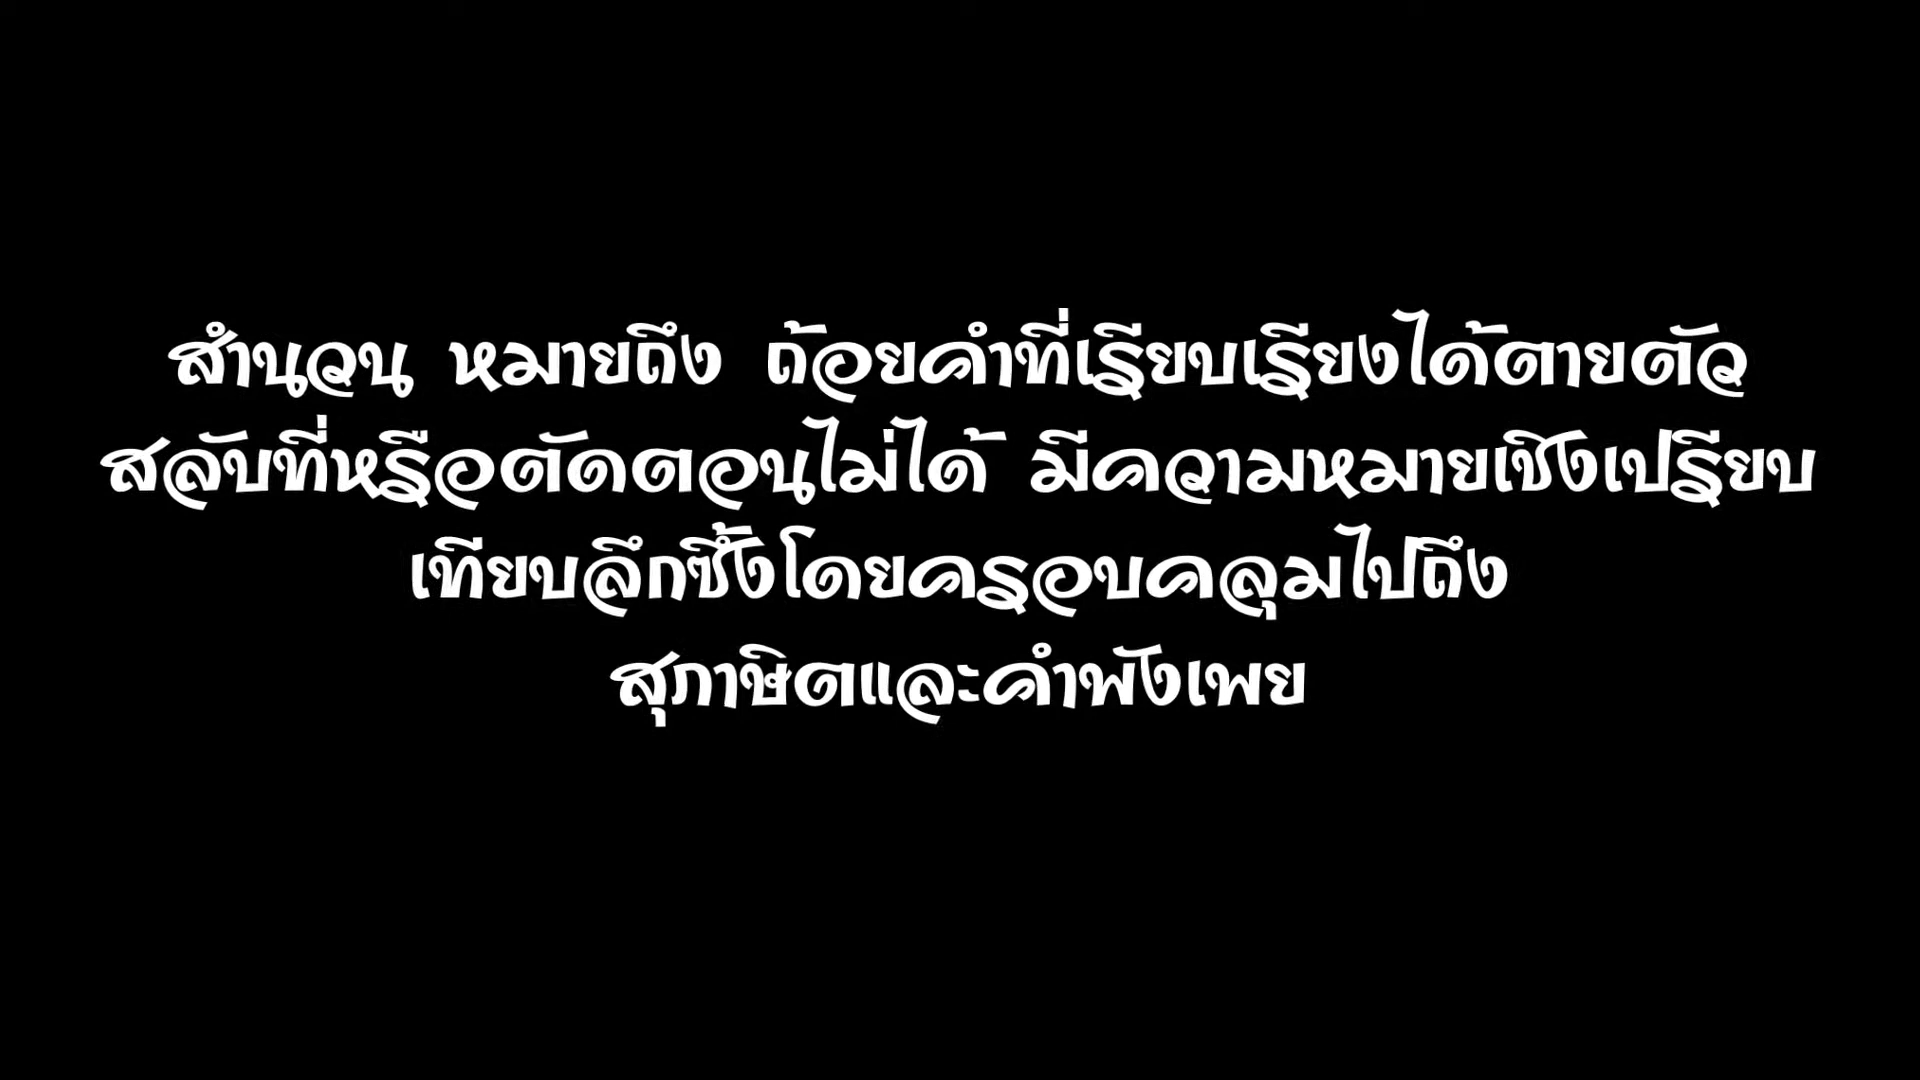 สำนวน หมายถึง ถ้อยคำที่เรียบเรียงได้ตายตัว
สลับที่หรือตัดตอนไม่ได้ มีความหมายเชิงเปรียบ
เทียบลึกซึ้งโดยครอบคลุมไปถึง
สุภาษิตและคำพังเพย